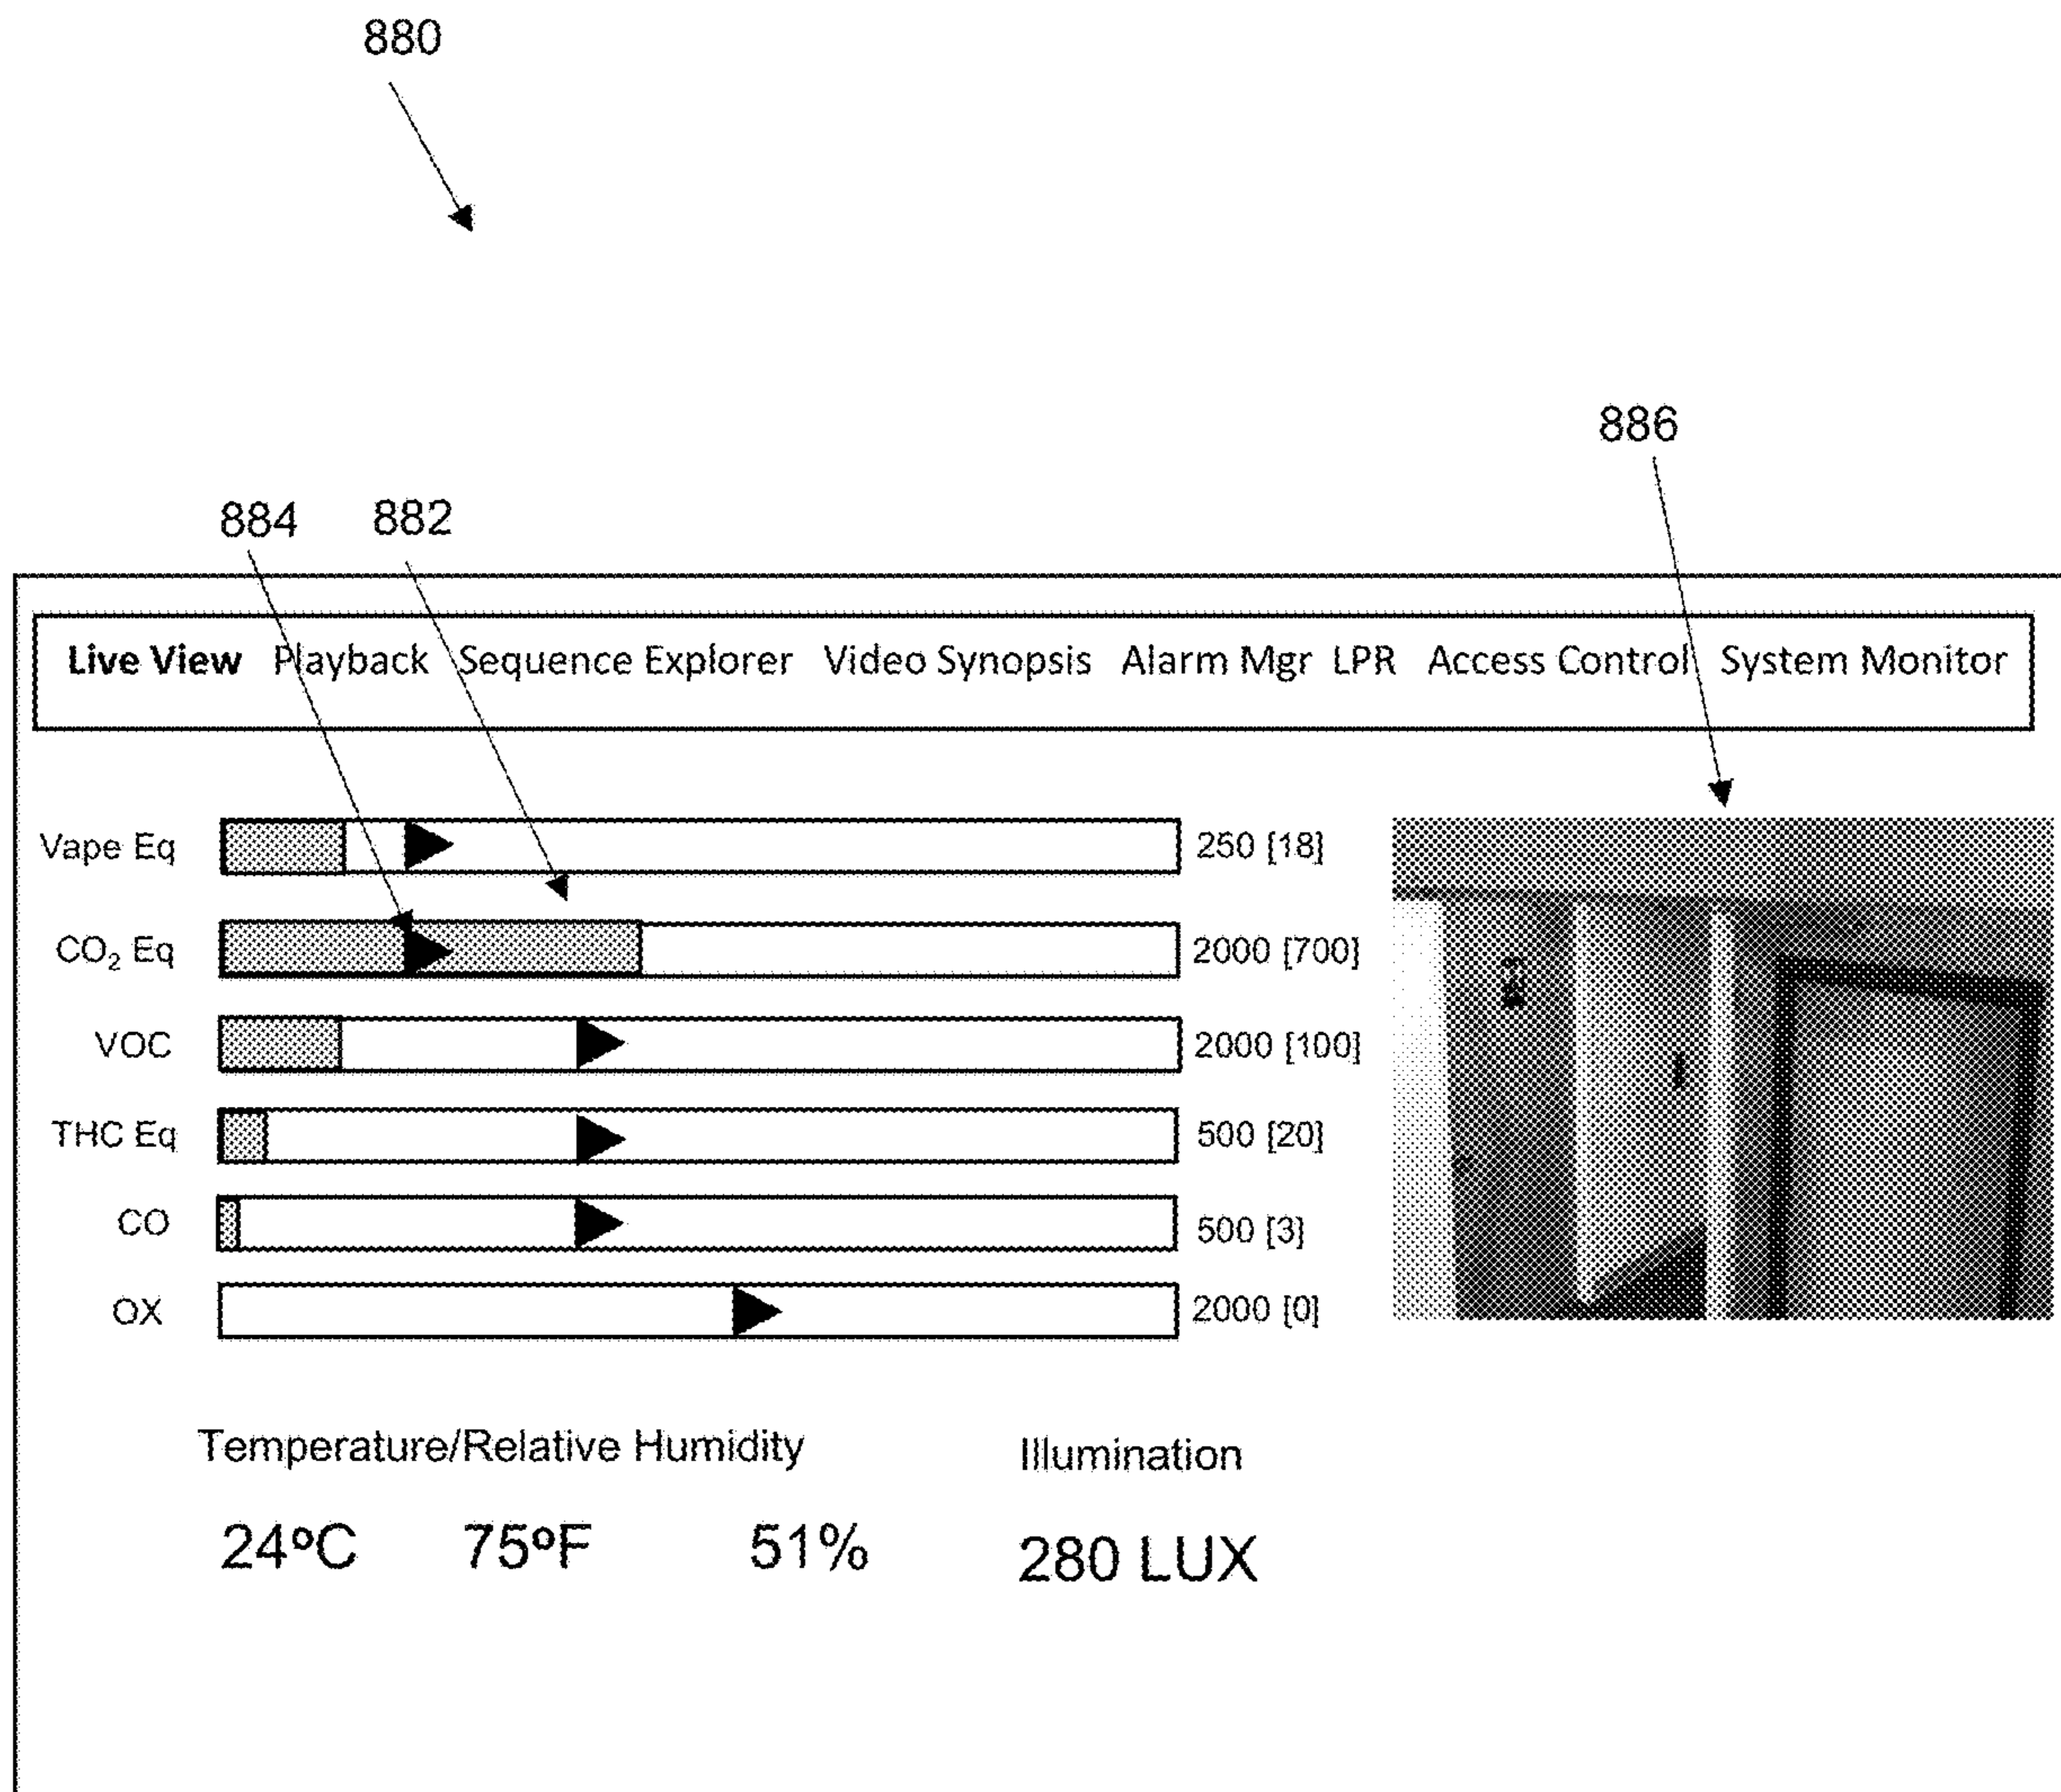 880
886
884 882
Live View Playback Sequence Explorer Video Synopsis Alarm Mgr LPR Access Control System Monitor
Vape Eq 250 [18]
CO₂ Eq 2000 [700]
VOC 2000 [100]
THC Eq 500 [20]
CO 500 [3]
OX 2000 [0]
Temperature/Relative Humidity Illumination
24ºC 75ºF 51% 280 LUX